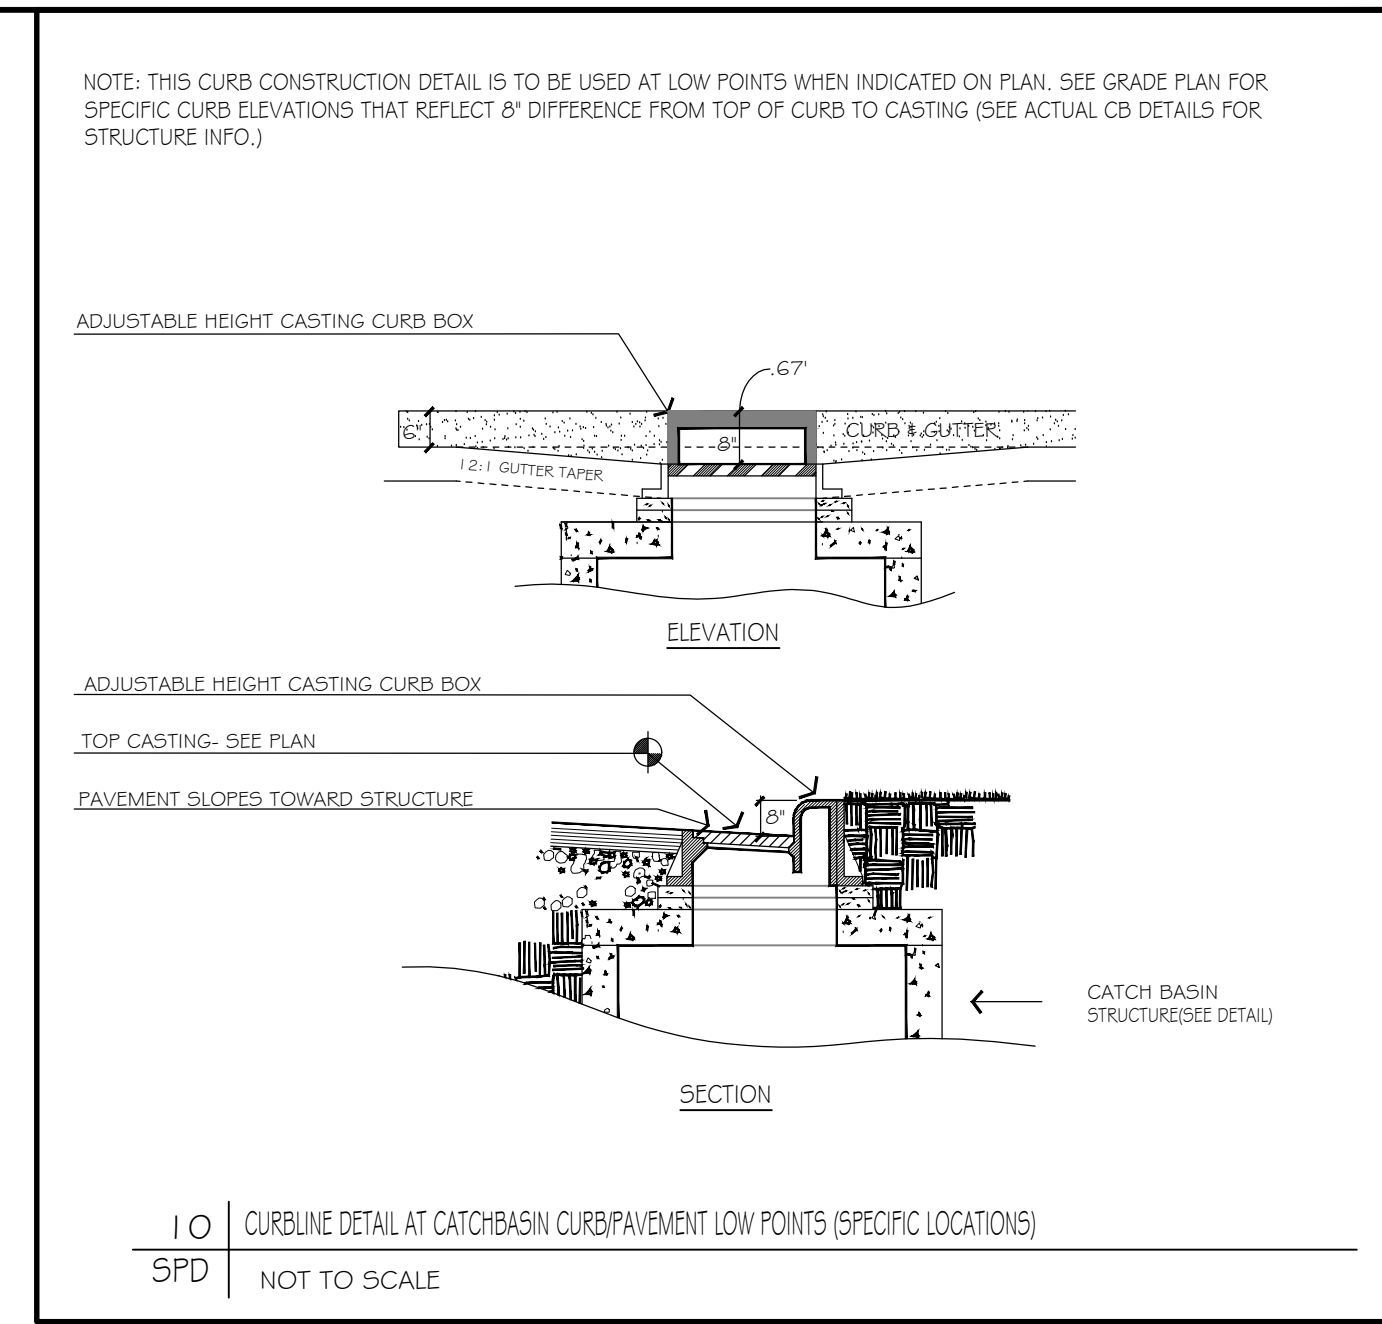 NOTE: THIS CURB CONSTRUCTION DETAIL IS TO BE USED AT LOW POINTS WHEN INDICATED ON PLAN. SEE GRADE PLAN FOR
SPECIFIC CURB ELEVATIONS THAT REFLECT 8" DIFFERENCE FROM TOP OF CURB TO CASTING (SEE ACTUAL CB DETAILS FOR
STRUCTURE INFO.)
ADJUSTABLE HEIGHT CASTING CURB BOX
.67'
6"
8"
CURB & GUTTER
12:1 GUTTER TAPER
ELEVATION
ADJUSTABLE HEIGHT CASTING CURB BOX
TOP CASTING- SEE PLAN
PAVEMENT SLOPES TOWARD STRUCTURE
8"
CATCH BASIN
STRUCTURE(SEE DETAIL)
SECTION
10
CURBLINE DETAIL AT CATCHBASIN CURB/PAVEMENT LOW POINTS (SPECIFIC LOCATIONS)
SPD
NOT TO SCALE